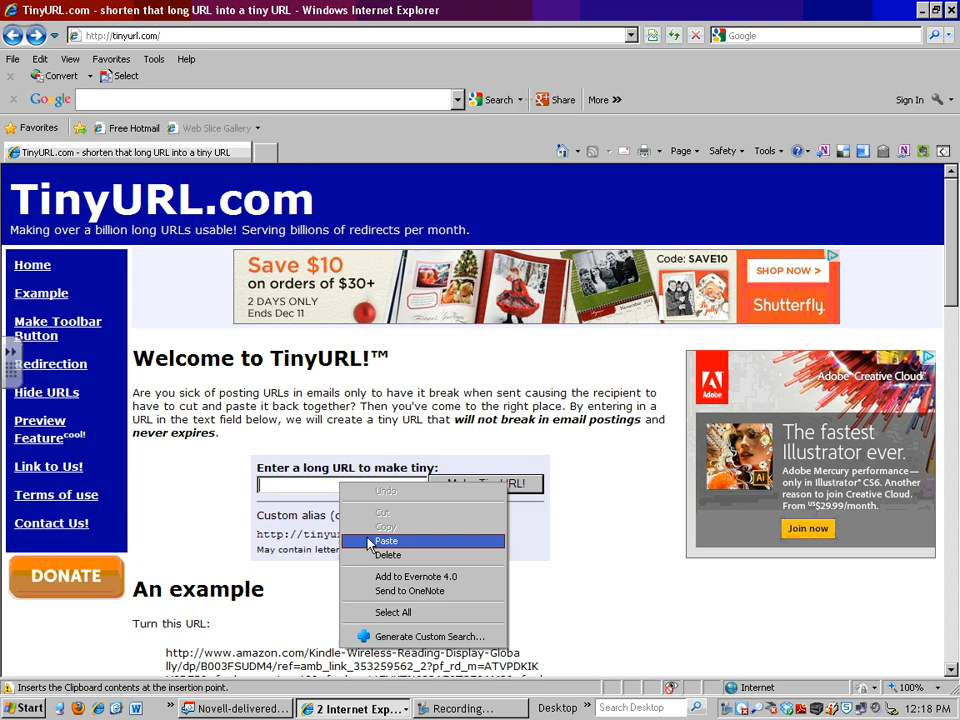 TinyURL.com - shorten that long URL into a tiny URL - Windows Internet Explorer
http://tinyurl.com/
Google
File Edit View Favorites Tools Help
x Convert Select
x Google Search Share More >> Sign In
Favorites Free Hotmail Web Slice Gallery
TinyURL.com - shorten that long URL into a tiny URL
Page Safety Tools
TinyURL.com
Making over a billion long URLs usable! Serving billions of redirects per month.
Home
Example
Make Toolbar
Button
Redirection
Hide URLs
Preview
Feature cool!
Link to Us!
Terms of use
Contact Us!
DONATE
Save $10
on orders of $30+
2 DAYS ONLY
Ends Dec 11
Code: SAVE10
SHOP NOW >
Shutterfly.
Welcome to TinyURL!™
Are you sick of posting URLs in emails only to have it break when sent causing the recipient to
have to cut and paste it back together? Then you've come to the right place. By entering in a
URL in the text field below, we will create a tiny URL that will not break in email postings and
never expires.
Enter a long URL to make tiny:
Custom alias (o
http://tiny
May contain letter
Undo
Cut
Copy
Paste
Delete
Add to Evernote 4.0
Send to OneNote
Select All
Generate Custom Search...
An example
Turn this URL:
http://www.amazon.com/Kindle-Wireless-Reading-Display-Globa
lly/dp/B003FSUDM4/ref=amb_link_353259562_2?pf_rd_m=ATVPDKIK
Adobe
Adobe® Creative Cloud™
The fastest
Illustrator ever.
Adobe Mercury performance—
only in Illustrator® CS6. Another
reason to join Creative Cloud.
From US$29.99/mon
Join now
Inserts the Clipboard contents at the insertion point.
Internet
100%
Start
Novell-delivered...
2 Internet Exp...
Recording...
Desktop
Search Desktop
12:18 PM